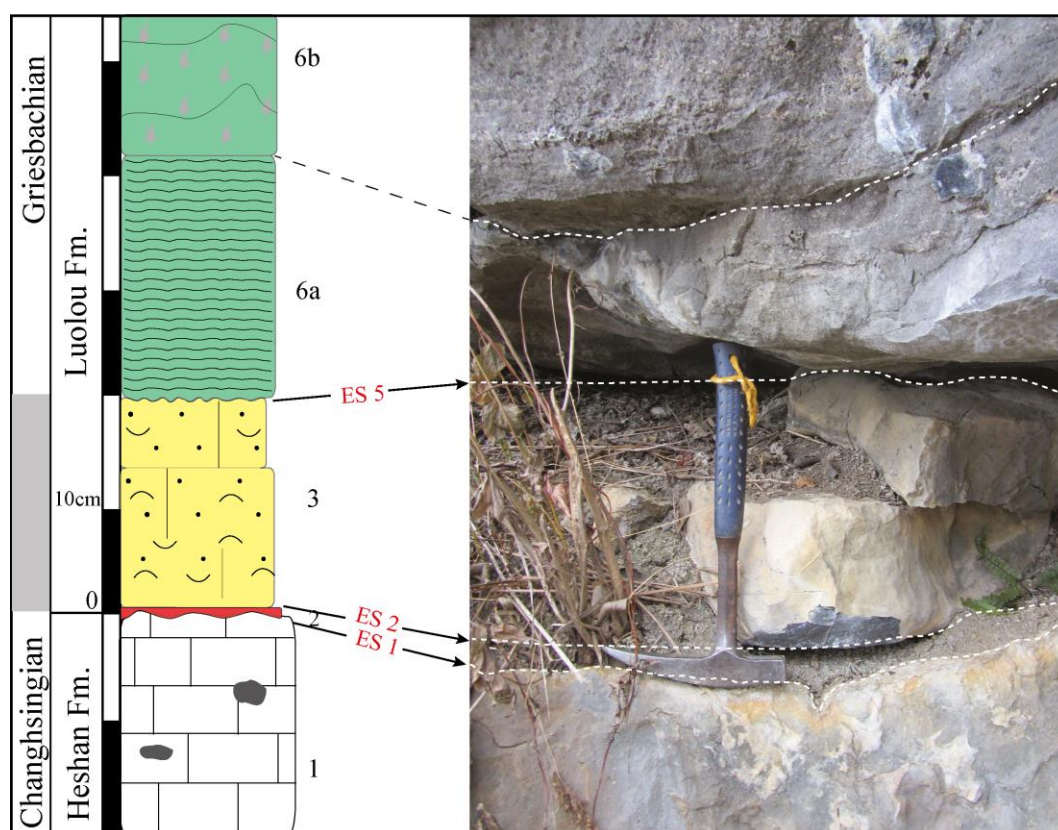 Griesbachian
Changhsingian
Luolou Fm.
Heshan Fm.
10cm
0
6b
6a
3
2
1
ES 5
ES 2
ES 1